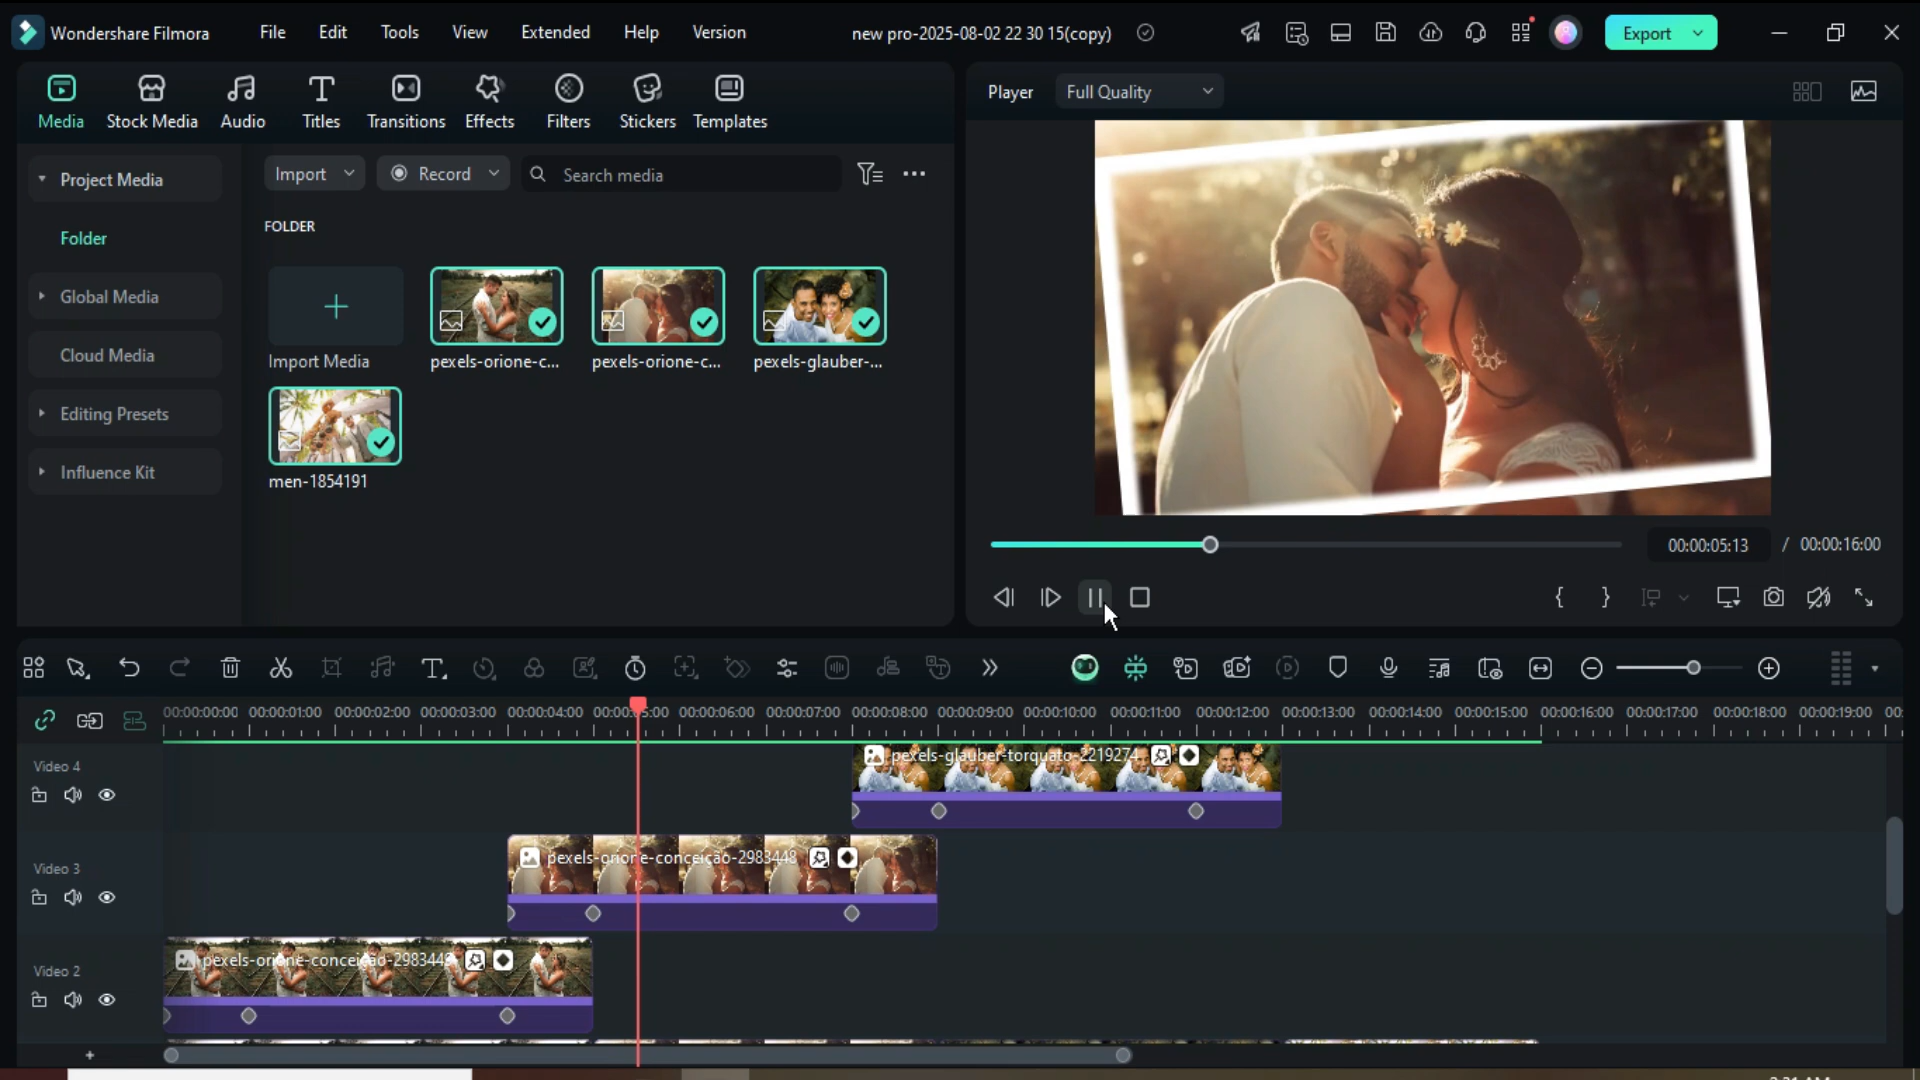 Wondershare Filmora
File
Edit
Tools
View
Extended
Help
Version
new pro-2025-08-02 22 30 15(copy)
Export
Media
Stock Media
Audio
Titles
Transitions
Effects
Filters
Stickers
Templates
Player
Full Quality
Project Media
Folder
Global Media
Cloud Media
Editing Presets
Influence Kit
Import
Record
Search media
FOLDER
Import Media
pexels-orione-c...
pexels-orione-c...
pexels-glauber-...
men-1854191
00:00:05:13 / 00:00:16:00
00:00:00:00 00:00:01:00 00:00:02:00 00:00:03:00 00:00:04:00 00:00:05:00 00:00:06:00 00:00:07:00 00:00:08:00 00:00:09:00 00:00:10:00 00:00:11:00 00:00:12:00 00:00:13:00 00:00:14:00 00:00:15:00 00:00:16:00 00:00:17:00 00:00:18:00 00:00:19:00 00:
Video 4
pexels-glauber-torquato-2219274
Video 3
pexels-orione-conceição-2983448
Video 2
pexels-orione-conceição-2983449